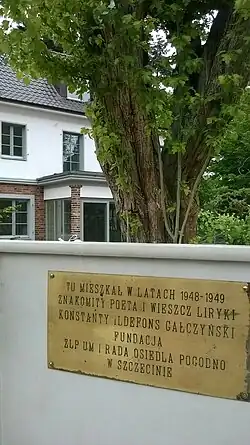 TU MIESZKAŁ W LATACH 1948-1949
ZNAKOMITY POETA I WIESZCZ LIRYKI
KONSTANTY ILDEFONS GAŁCZYŃSKI
FUNDACJA
ZLP UM I RADA OSIEDLA POGODNO
W SZCZECINIE